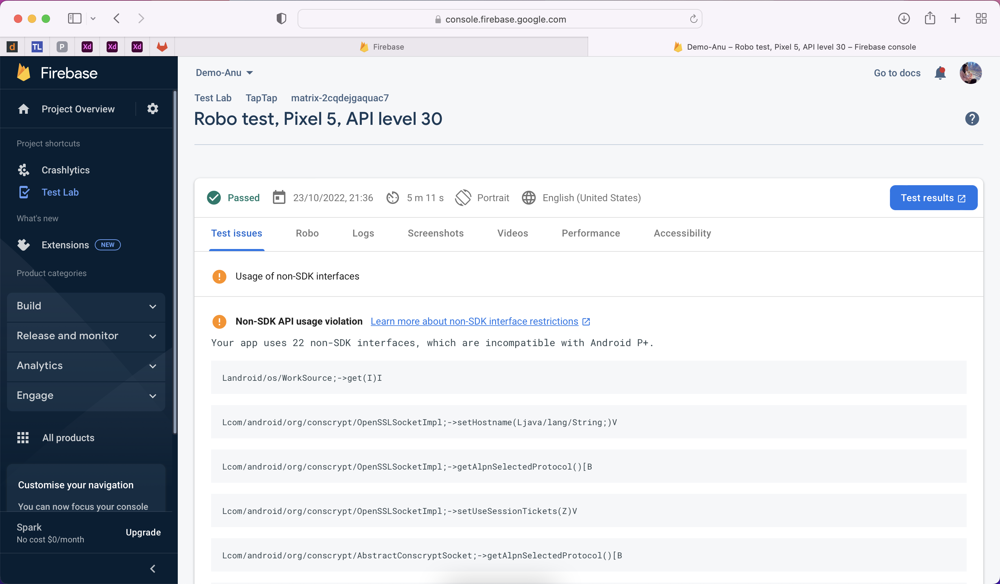 console.firebase.google.com
d
TL
P
Xd
Xd
Xd
Firebase
Demo-Anu – Robo test, Pixel 5, API level 30 – Firebase console
Firebase
Project Overview
Project shortcuts
Crashlytics
Test Lab
What's new
Extensions NEW
Product categories
Build
Release and monitor
Analytics
Engage
All products
Customise your navigation
You can now focus your console
Spark
No cost $0/month
Upgrade
Demo-Anu
Go to docs
Test Lab TapTap matrix-2cqdejgaquac7
Robo test, Pixel 5, API level 30
Passed 23/10/2022, 21:36 5 m 11 s Portrait English (United States)
Test results
Test issues Robo Logs Screenshots Videos Performance Accessibility
Usage of non-SDK interfaces
Non-SDK API usage violation Learn more about non-SDK interface restrictions
Your app uses 22 non-SDK interfaces, which are incompatible with Android P+.
Landroid/os/WorkSource;->get(I)I
Lcom/android/org/conscrypt/OpenSSLSocketImpl;->setHostname(Ljava/lang/String;)V
Lcom/android/org/conscrypt/OpenSSLSocketImpl;->getAlpnSelectedProtocol()[B
Lcom/android/org/conscrypt/OpenSSLSocketImpl;->setUseSessionTickets(Z)V
Lcom/android/org/conscrypt/AbstractConscryptSocket;->getAlpnSelectedProtocol()[B